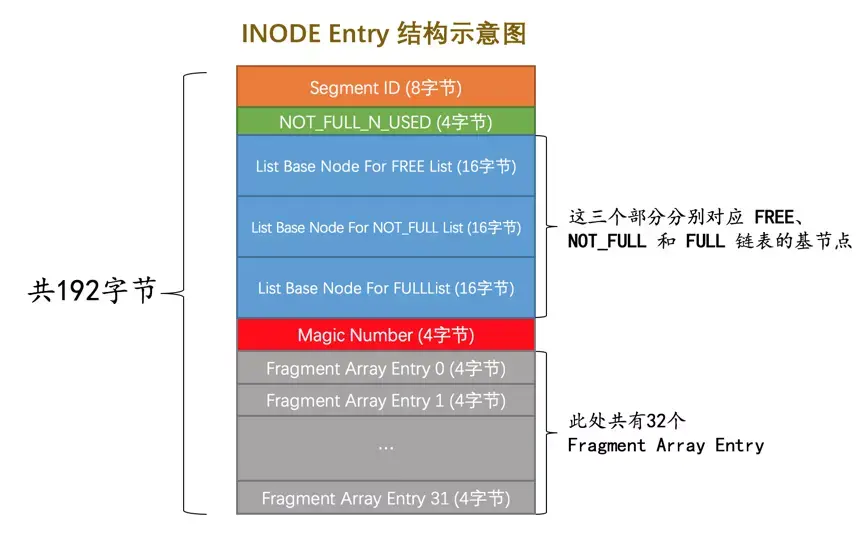 INODE Entry 结构示意图
Segment ID (8字节)
NOT_FULL_N_USED (4字节)
List Base Node For FREE List (16字节)
List Base Node For NOT_FULL List (16字节)
List Base Node For FULLList (16字节)
Magic Number (4字节)
Fragment Array Entry 0 (4字节)
Fragment Array Entry 1 (4字节)
...
Fragment Array Entry 31 (4字节)
共192字节
这三个部分分别对应 FREE、
NOT_FULL 和 FULL 链表的基节点
此处共有32个
Fragment Array Entry